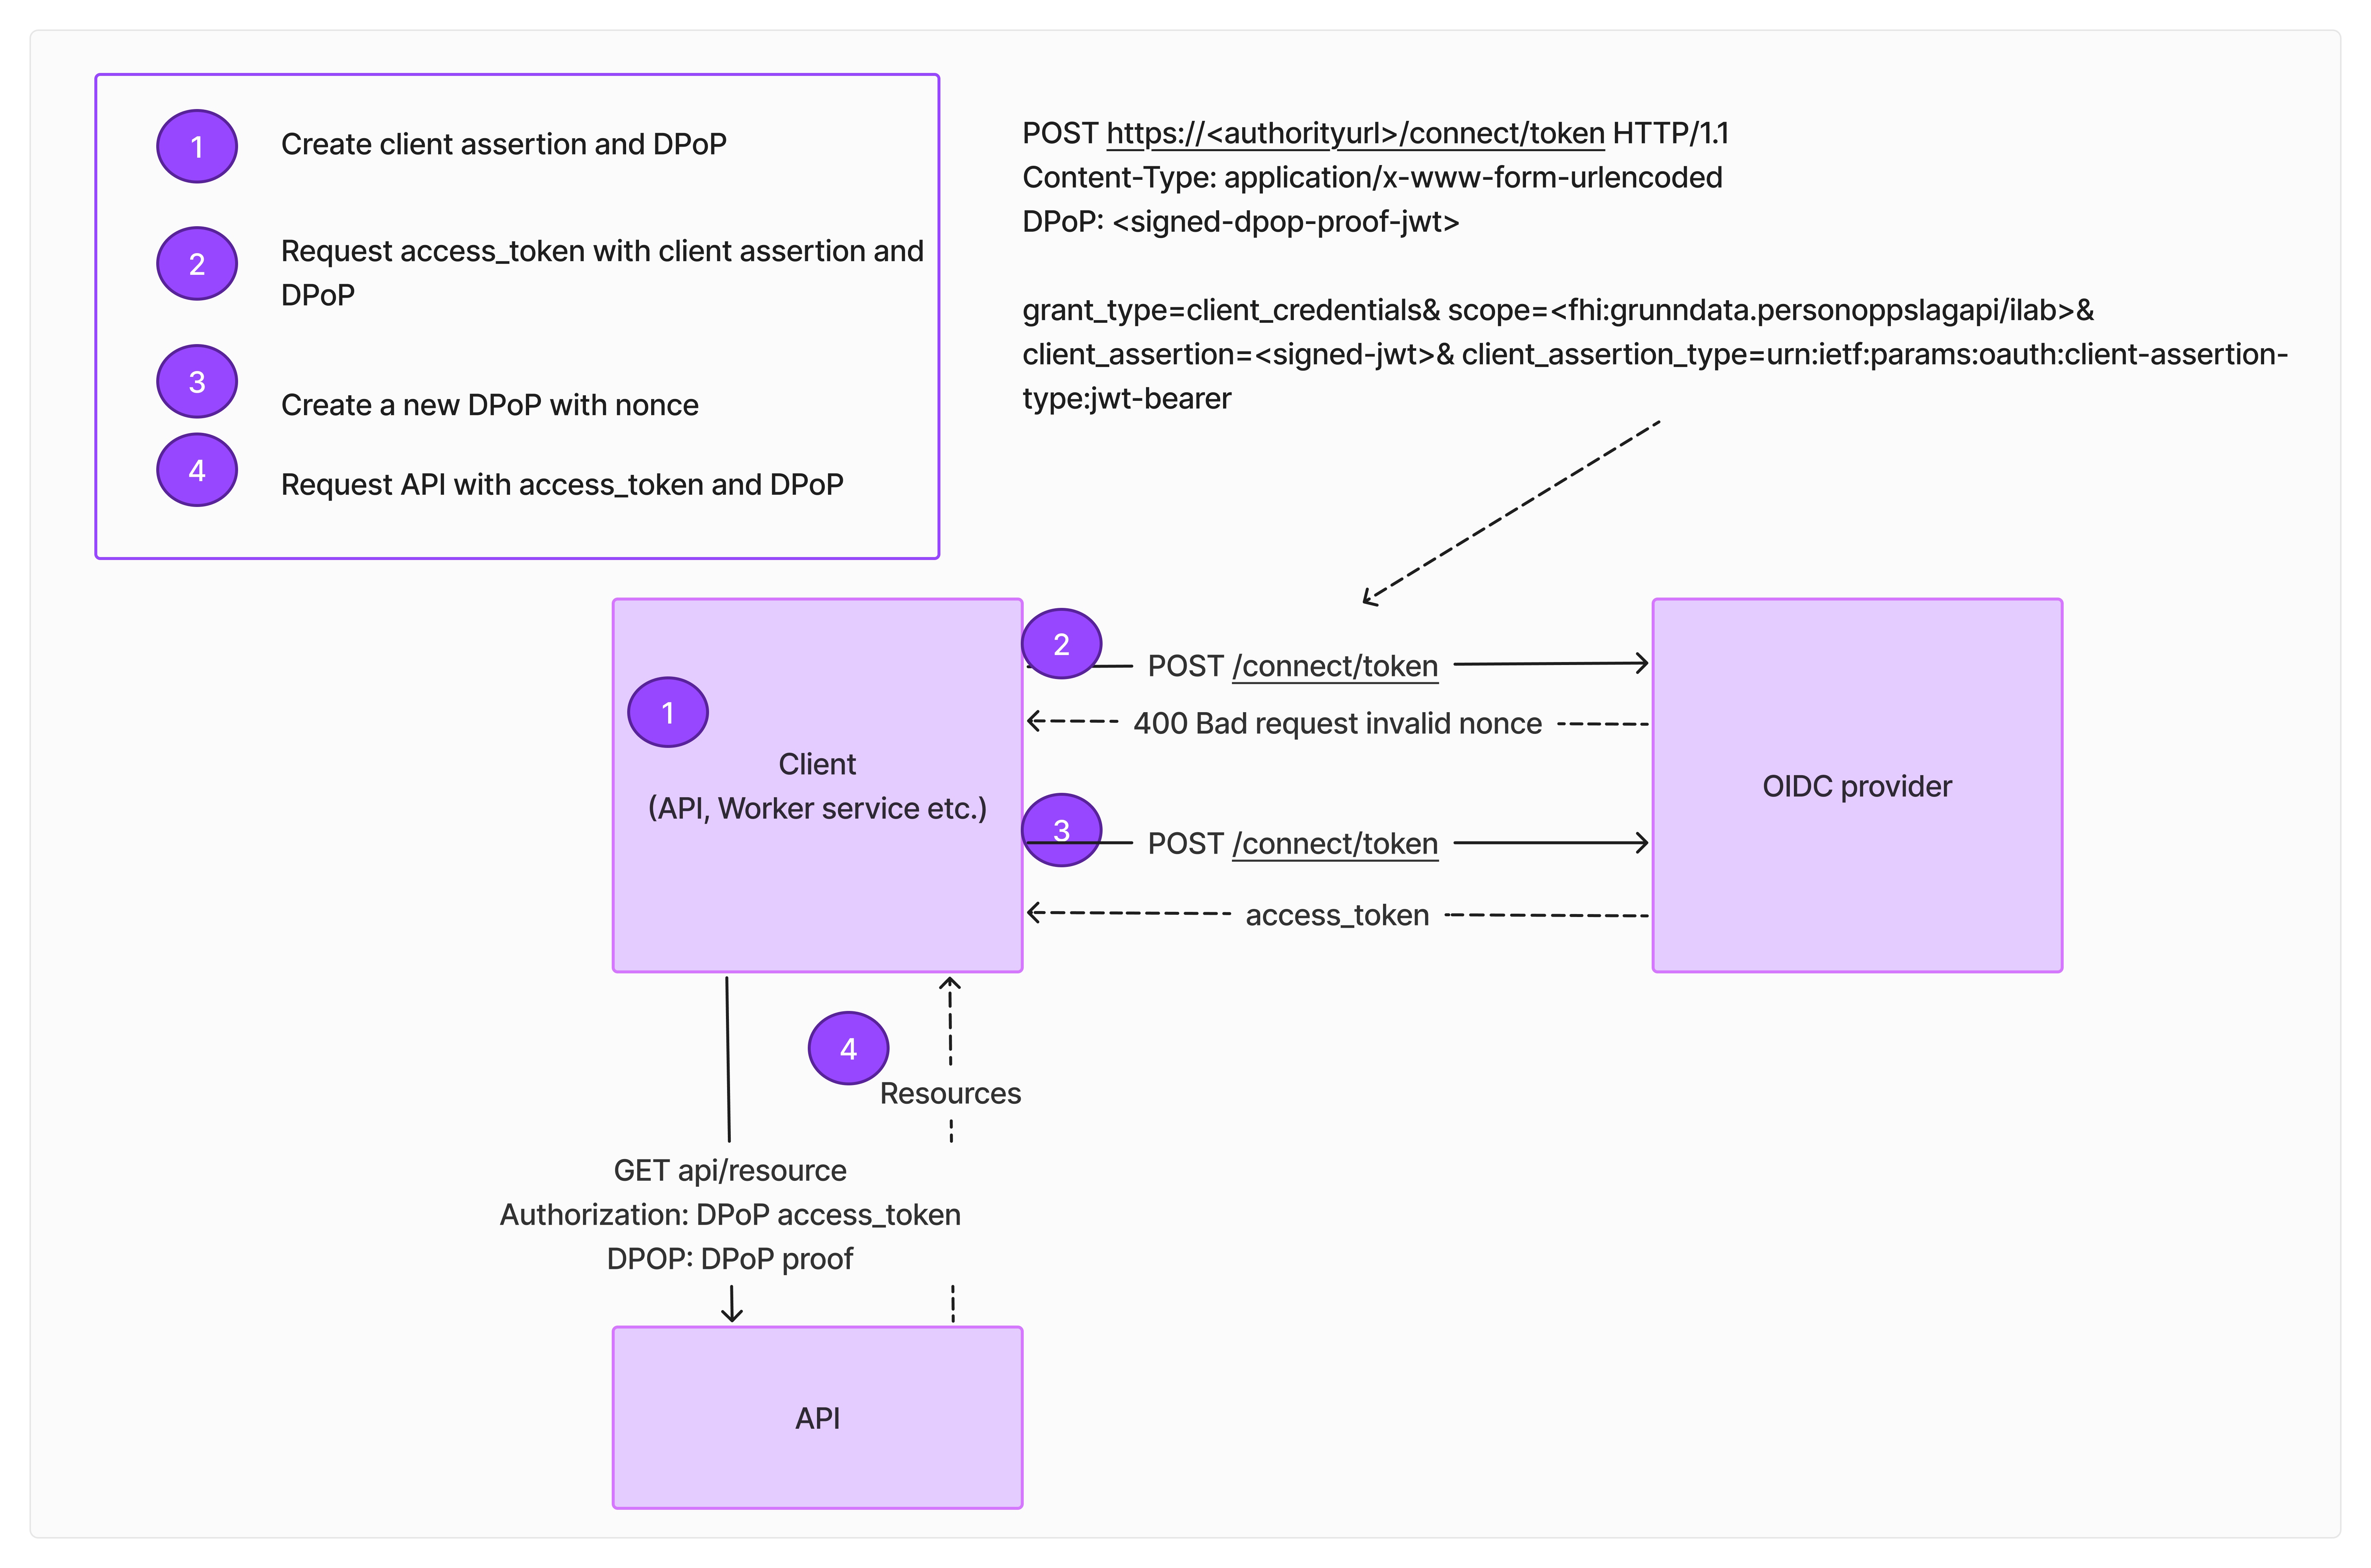 1
Create client assertion and DPoP
2
Request access_token with client assertion and
DPoP
3
Create a new DPoP with nonce
4
Request API with access_token and DPoP
POST https://<authorityurl>/connect/token HTTP/1.1
Content-Type: application/x-www-form-urlencoded
DPoP: <signed-dpop-proof-jwt>
grant_type=client_credentials& scope=<fhi:grunndata.personoppslagapi/ilab>&
client_assertion=<signed-jwt>& client_assertion_type=urn:ietf:params:oauth:client-assertion-
type:jwt-bearer
1
Client
(API, Worker service etc.)
2
POST /connect/token
400 Bad request invalid nonce
3
POST /connect/token
access_token
OIDC provider
4
Resources
GET api/resource
Authorization: DPoP access_token
DPOP: DPoP proof
API